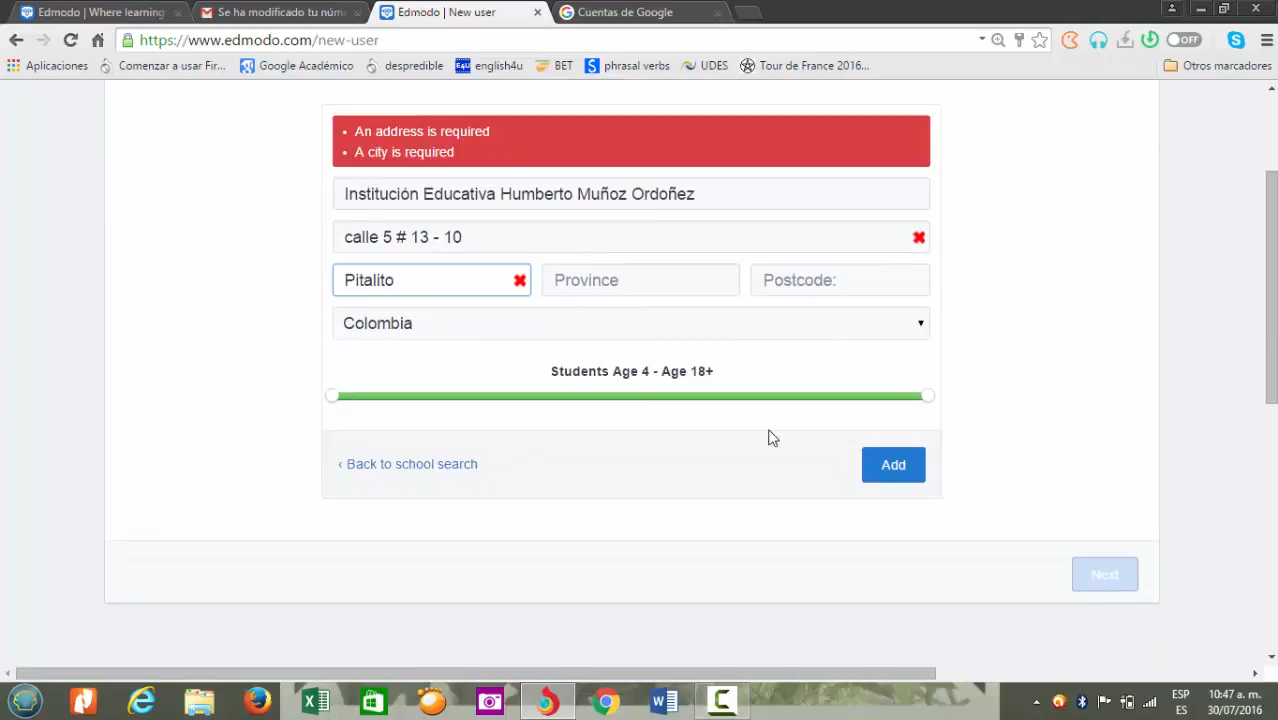 Edmodo | Where learning
Se ha modificado tu núm
Edmodo | New user
Cuentas de Google
https://www.edmodo.com/new-user
OFF
Aplicaciones
Comenzar a usar Fir...
Google Académico
despredible
E4U
english4u
BET
phrasal verbs
UDES
Tour de France 2016...
Otros marcadores
• An address is required
• A city is required
Institución Educativa Humberto Muñoz Ordoñez
calle 5 # 13 - 10
Pitalito
Province
Postcode:
Colombia
Students Age 4 - Age 18+
‹ Back to school search
Add
Next
ESP
10:47 a. m.
ES
30/07/2016